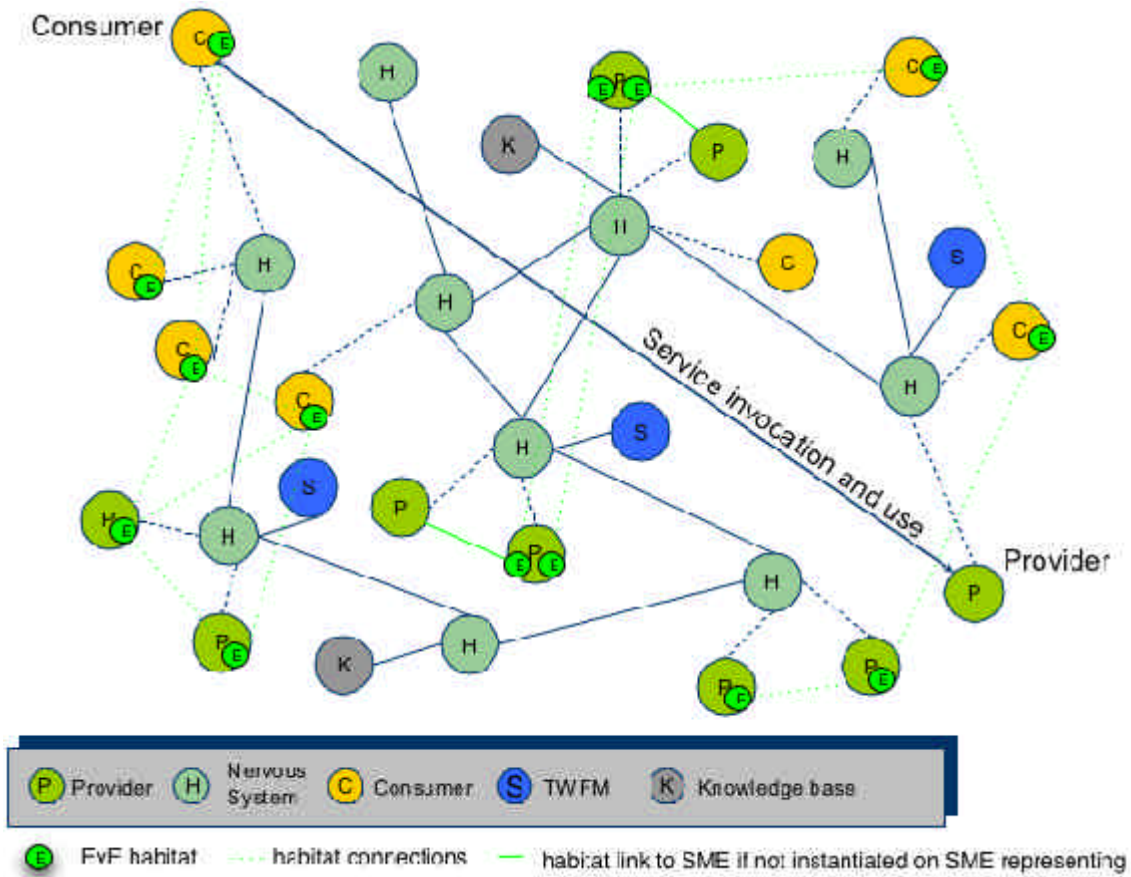 Consumer
C E
H
E E
C E
K
P
H
H
C
S
C E
H
C E
H
C E
C E
H
C E
H
S
S
P
H E
H
P E E
Service invocation and use
Provider
P
H
P E
H
K
P E
P E
P Provider
H Nervous System
C Consumer
S TWFM
K Knowledge base
E EvE habitat
habitat connections
habitat link to SME if not instantiated on SME representing